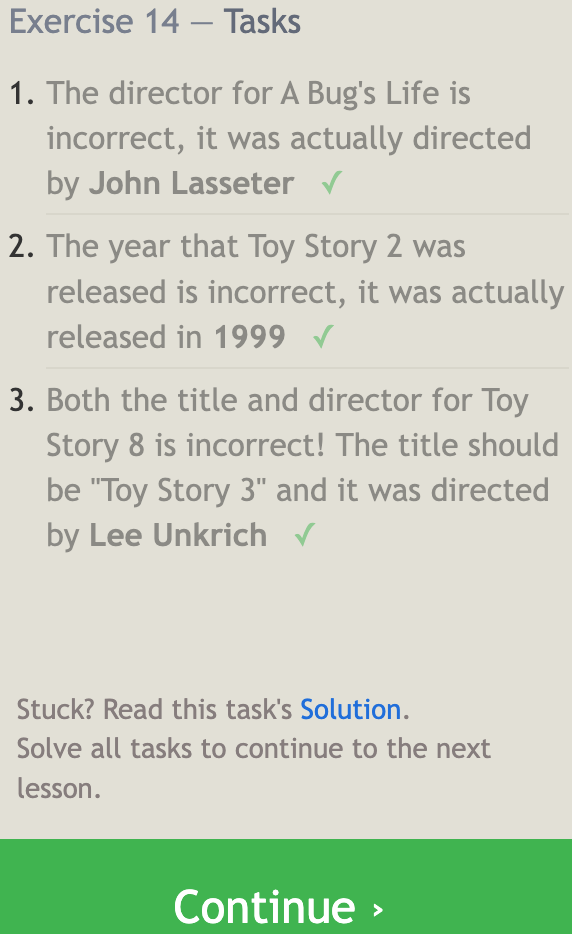 Exercise 14 — Tasks
1. The director for A Bug's Life is
incorrect, it was actually directed
by John Lasseter ✓
2. The year that Toy Story 2 was
released is incorrect, it was actually
released in 1999 ✓
3. Both the title and director for Toy
Story 8 is incorrect! The title should
be "Toy Story 3" and it was directed
by Lee Unkrich ✓
Stuck? Read this task's Solution.
Solve all tasks to continue to the next
lesson.
Continue ›